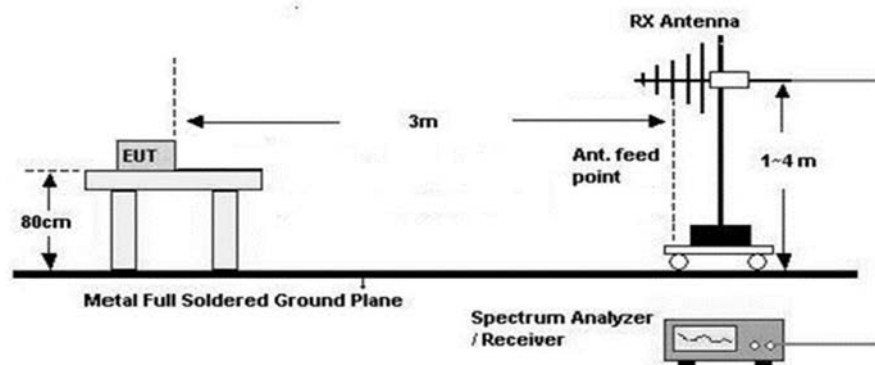 RX Antenna
3m
EUT
Ant. feed
point
1~4 m
80cm
Metal Full Soldered Ground Plane
Spectrum Analyzer
/ Receiver